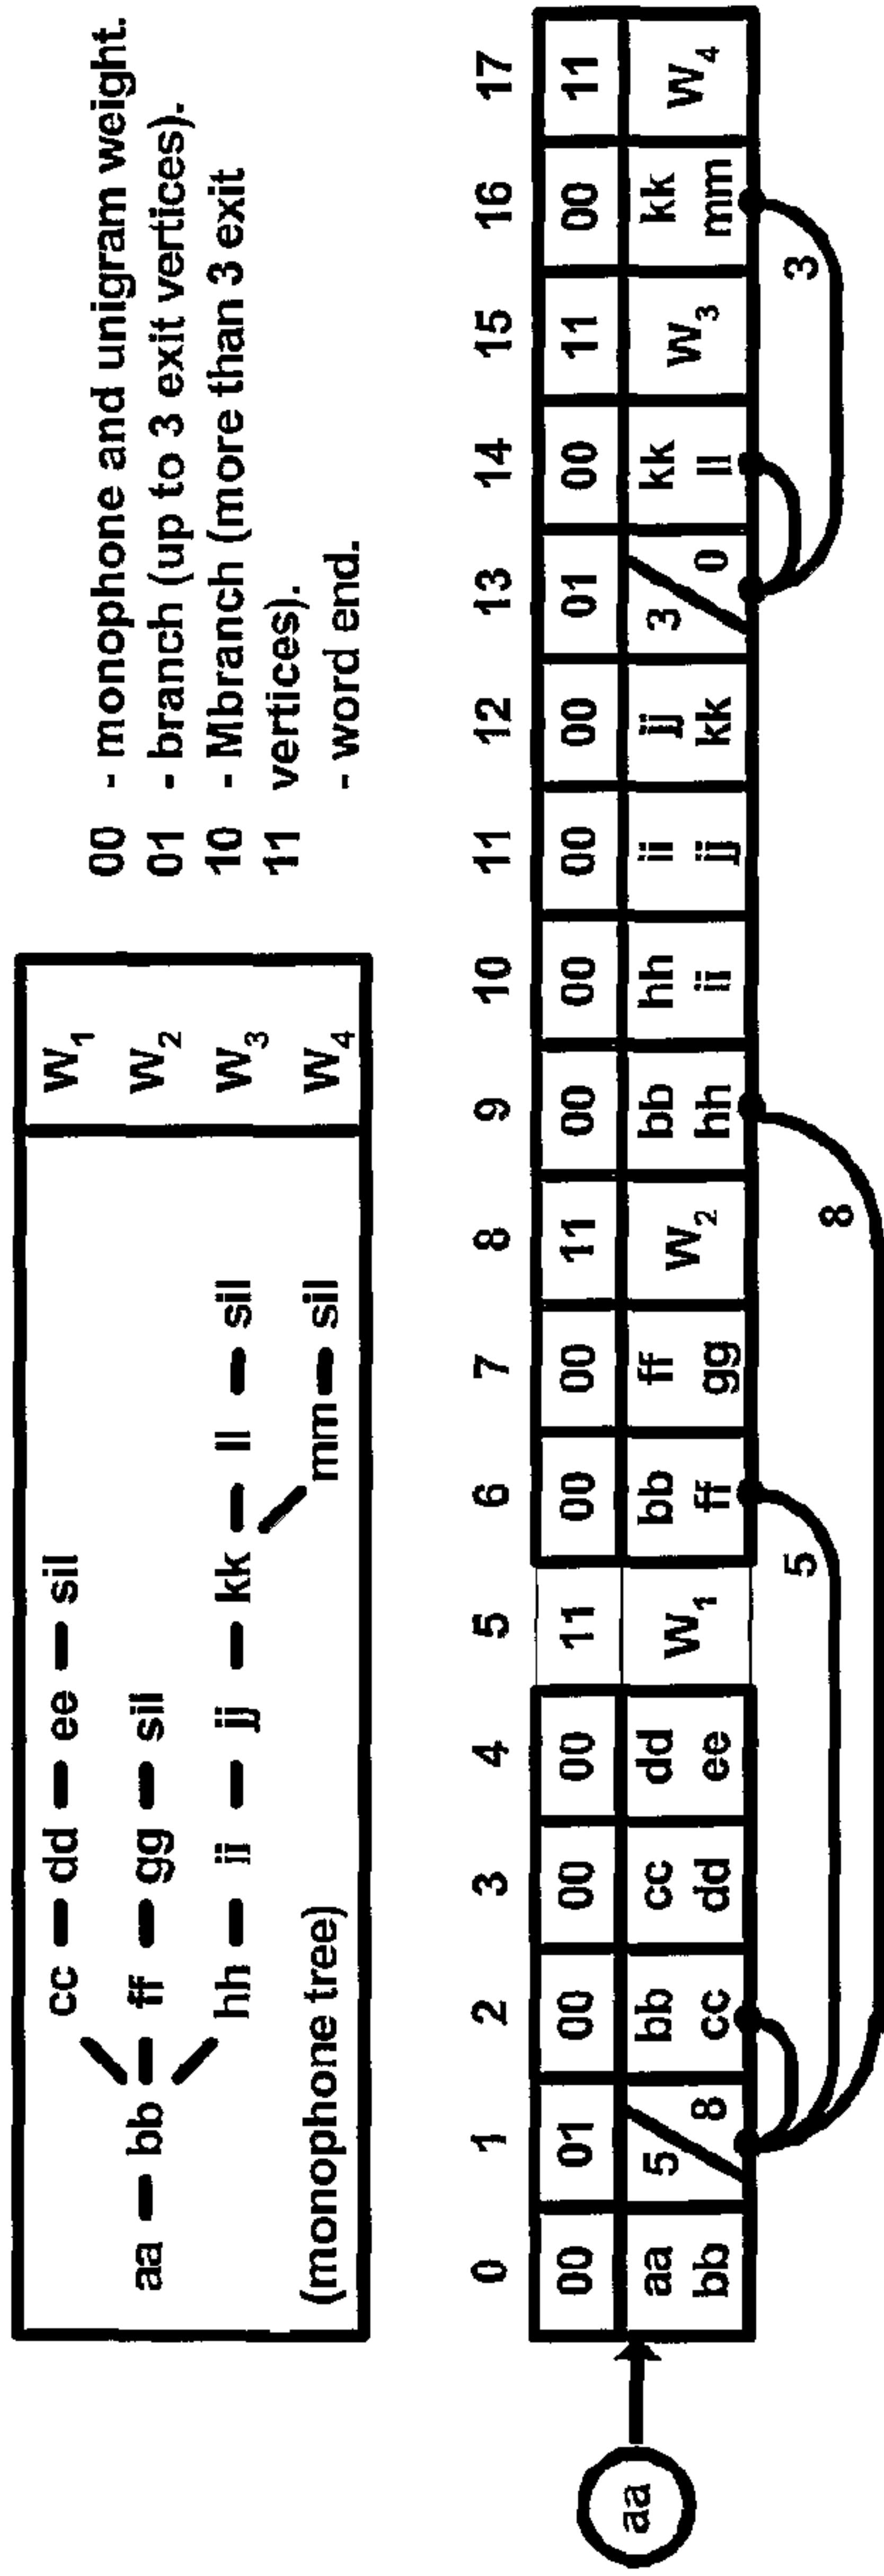 cc dd ee sil W1
aa bb ff gg sil W2
hh ii jj kk ll sil W3
(monophone tree) mm sil W4
00 - monophone and unigram weight.
01 - branch (up to 3 exit vertices).
10 - Mbranch (more than 3 exit
11 vertices).
- word end.
0 1 2 3 4 5 6 7 8 9 10 11 12 13 14 15 16 17
00 01 00 00 00 11 00 00 11 00 00 00 00 01 00 11 00 11
aa aa 5 bb cc dd W1 bb ff W2 bb hh ii jj 3 kk W3 kk W4
bb 8 cc dd ee ff gg hh ii jj kk 0 ll mm
5 8 3